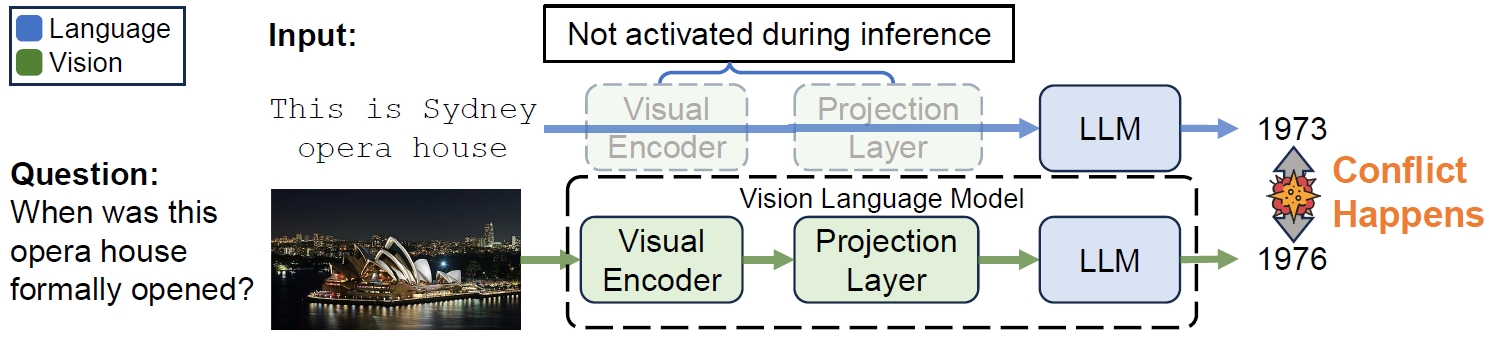 Language
Vision
Input:
Not activated during inference
This is Sydney
opera house
Visual
Encoder
Projection
Layer
LLM
1973
Question:
When was this
opera house
formally opened?
Vision Language Model
Visual
Encoder
Projection
Layer
LLM
1976
Conflict
Happens